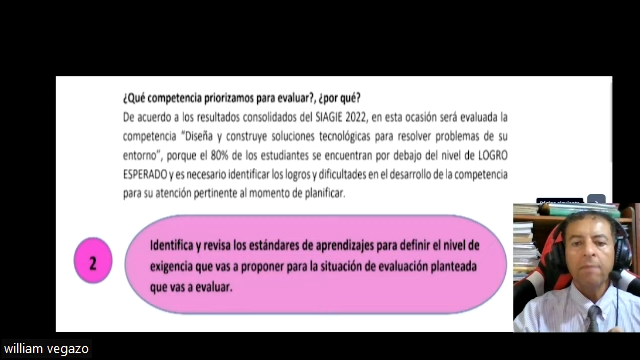 ¿Qué competencia priorizamos para evaluar?, ¿por qué?
De acuerdo a los resultados consolidados del SIAGIE 2022, en esta ocasión será evaluada la
competencia "Diseña y construye soluciones tecnológicas para resolver problemas de su
entorno", porque el 80% de los estudiantes se encuentran por debajo del nivel de LOGRO
ESPERADO y es necesario identificar los logros y dificultades en el desarrollo de la competencia
para su atención pertinente al momento de planificar.
2
Identifica y revisa los estándares de aprendizajes para definir el nivel de
exigencia que vas a proponer para la situación de evaluación planteada
que vas a evaluar.
william vegazo